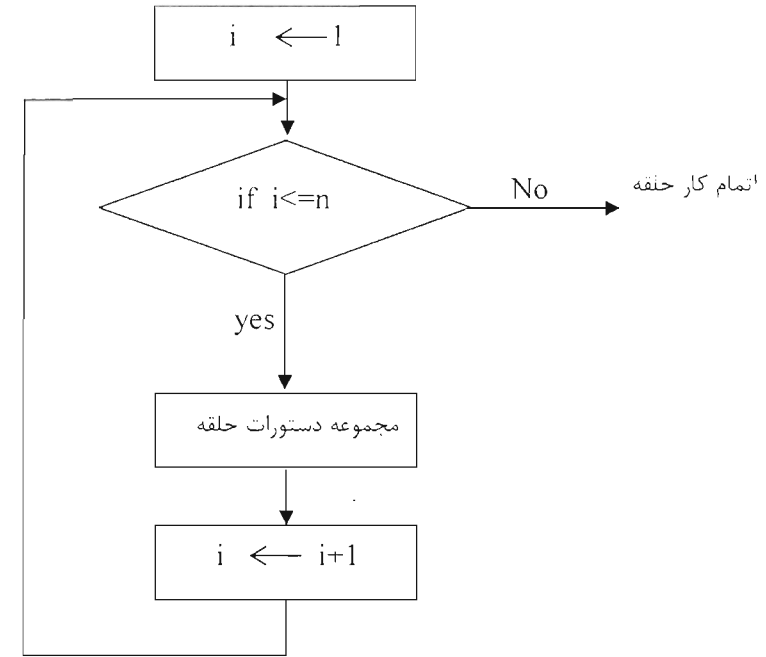 i ← 1
if i<=n
No
اتمام کار حلقه
yes
مجموعه دستورات حلقه
i ← i+1